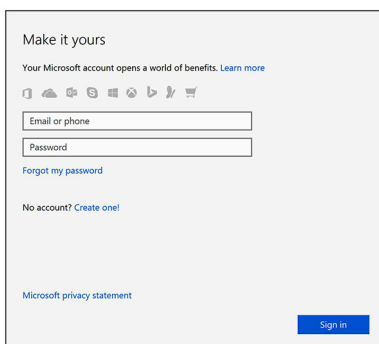 Make it yours
Your Microsoft account opens a world of benefits. Learn more
Email or phone
Password
Forgot my password
No account? Create one!
Microsoft privacy statement
Sign in